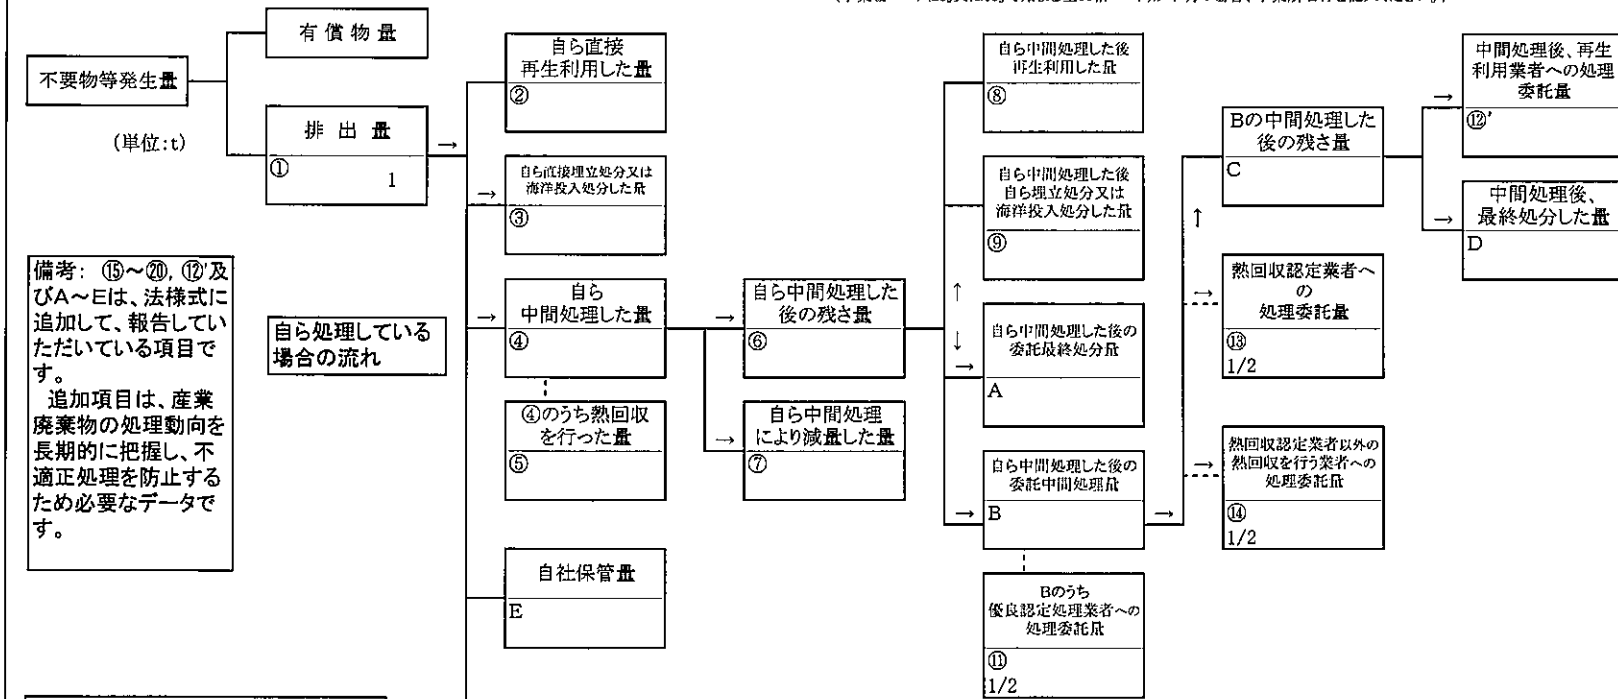 有償物量
不要物等発生量
(単位:t)
排出量
①
1
→
自ら直接
再生利用した量
②
→
自ら直接埋立処分又は
海洋投入処分した量
③
→
自ら
中間処理した量
④
④のうち熱回収
を行った量
⑤
自社保管量
E
備考: ⑮~⑳, ⑫'及
びA~Eは、法様式に
追加して、報告してい
ただいている項目で
す。
追加項目は、産業
廃棄物の処理動向を
長期的に把握し、不
適正処理を防止する
ため必要なデータで
す。
自ら処理している
場合の流れ
→
自ら中間処理した
後の残さ量
⑥
→
自ら中間処理
により減量した量
⑦
自ら中間処理した後
再生利用した量
⑧
自ら中間処理した後
自ら埋立処分又は
海洋投入処分した量
⑨
↑
↓
→
自ら中間処理した後の
委託最終処分量
A
→
自ら中間処理した後の
委託中間処理量
B
→
Bのうち
優良認定処理業者への
処理委託量
⑪
1/2
↑
Bの中間処理した
後の残さ量
C
→
熱回収認定業者へ
の
処理委託量
⑬
1/2
→
熱回収認定業者以外の
熱回収を行う業者への
処理委託量
⑭
1/2
→
中間処理後、再生
利用業者への処理
委託量
⑫'
→
中間処理後、
最終処分した量
D